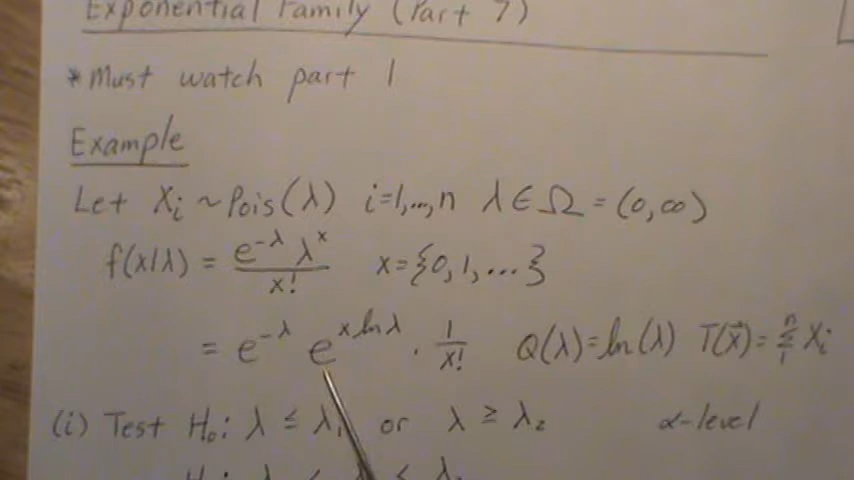 Exponential Family (Part 7)
*Must watch part 1
Example
Let Xᵢ ~ Pois(λ) i=1,...,n λ ∈ Ω = (0,∞)
f(x|λ) = e^{-λ} λ^x / x! x={0,1,...}
= e^{-λ} e^{x ln λ} · 1/x! Q(λ)=ln(λ) T(x⃗)= Σ₁ⁿ Xᵢ
(i) Test H₀: λ ≤ λ₁ or λ ≥ λ₂ α-level